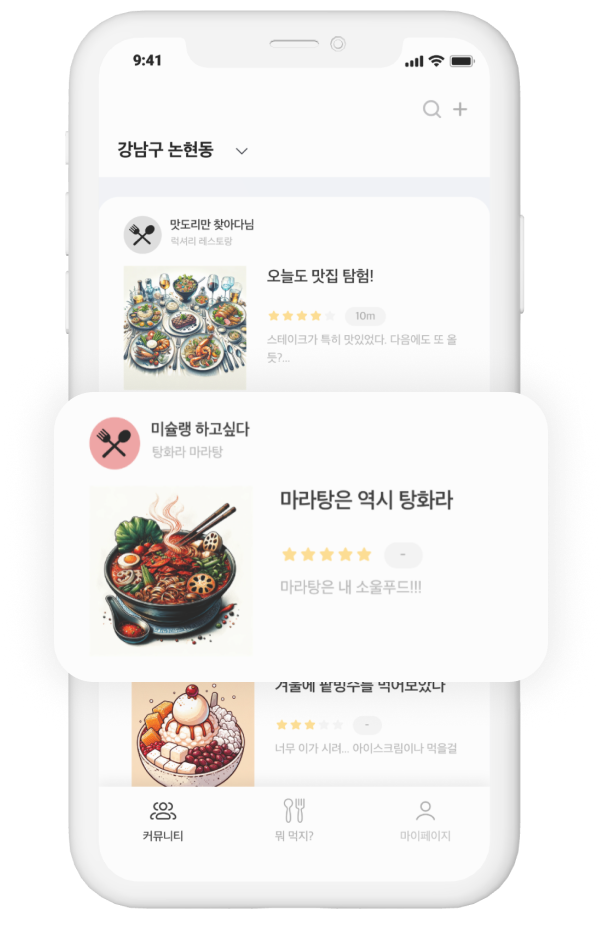 9:41
강남구 논현동
맛도리만 찾아다님
럭셔리 레스토랑
오늘도 맛집 탐험!
10m
스테이크가 특히 맛있었다. 다음에도 또 올
듯?...
미슐랭 하고싶다
탕화라 마라탕
마라탕은 역시 탕화라
-
마라탕은 내 소울푸드!!!
겨울에 팥빙수를 먹어보았다
-
너무 이가 시려... 아이스크림이나 먹을걸
커뮤니티
뭐 먹지?
마이페이지